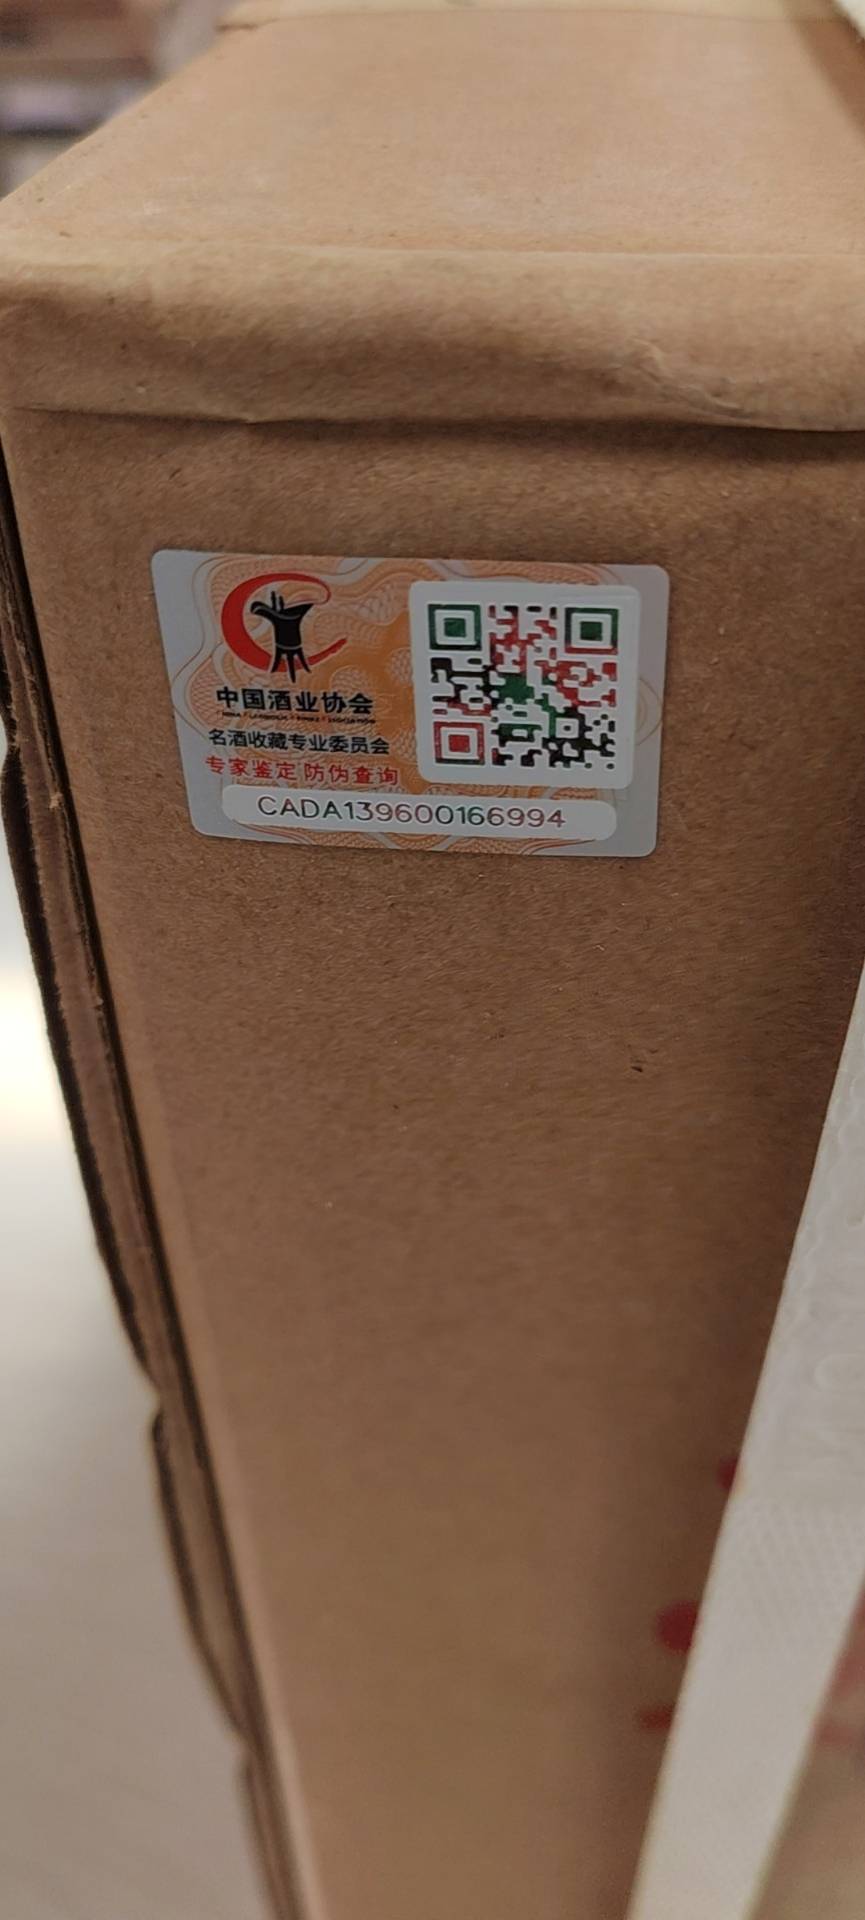 中国酒业协会
名酒收藏专业委员会
专家鉴定 防伪查询
CADA139600166994